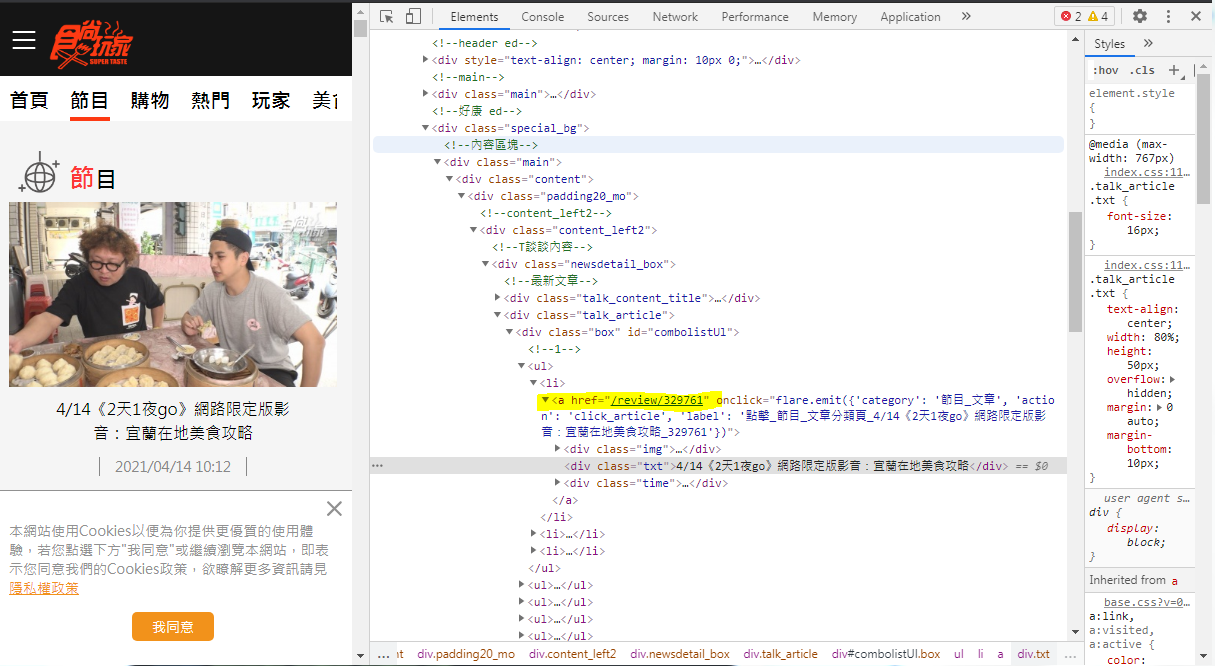 食尚玩家
SUPER TASTE
首頁 節目 購物 熱門 玩家 美食
節目
4/14《2天1夜go》網路限定版影
音：宜蘭在地美食攻略
2021/04/14 10:12
本網站使用Cookies以便為你提供更優質的使用體
驗，若您點選下方"我同意"或繼續瀏覽本網站，即表
示您同意我們的Cookies政策，欲瞭解更多資訊請見
隱私權政策
我同意
Elements Console Sources Network Performance Memory Application » 2 4
<!--header ed-->
<div style="text-align: center; margin: 10px 0;">…</div>
<!--main-->
<div class="main">…</div>
<!--好康 ed-->
<div class="special_bg">
<!--內容區塊-->
<div class="main">
<div class="content">
<div class="padding20_mo">
<!--content_left2-->
<div class="content_left2">
<!--T談談內容-->
<div class="newsdetail_box">
<!--最新文章-->
<div class="talk_content_title">…</div>
<div class="talk_article">
<div class="box" id="combolistUl">
<!--1-->
<ul>
<li>
<a href="/review/329761" onclick="flare.emit({'category': '節目_文章', 'actio
n': 'click_article', 'label': '點擊_節目_文章分類頁_4/14《2天1夜go》網路限定版影
音：宜蘭在地美食攻略_329761'})">
<div class="img">…</div>
<div class="txt">4/14《2天1夜go》網路限定版影音：宜蘭在地美食攻略</div> == $0
<div class="time">…</div>
</a>
</li>
<li>…</li>
<li>…</li>
</ul>
<ul>…</ul>
<ul>…</ul>
<ul>…</ul>
<ul>…</ul>
… nt div.padding20_mo div.content_left2 div.newsdetail_box div.talk_article div#combolistUl.box ul li a div.txt …
Styles »
:hov .cls +
element.style
{
}
@media (max-
width: 767px)
index.css:11…
.talk_article
.txt {
font-size:
16px;
}
index.css:11…
.talk_article
.txt {
text-align:
center;
width: 80%;
height:
50px;
overflow:
hidden;
margin: 0
auto;
margin-
bottom:
10px;
}
user agent s…
div {
display:
block;
}
Inherited from a
base.css?v=0…
a:link,
a:visited,
a:active {
color: